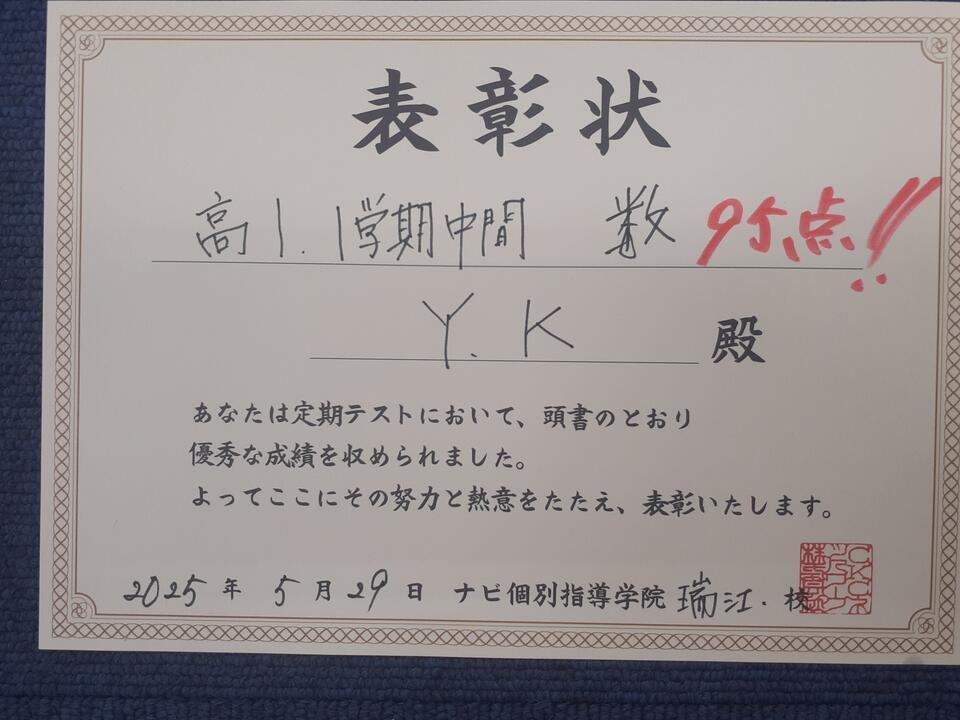 表彰状
高1.1学期中間 数 95点!!
Y.K 殿
あなたは定期テストにおいて、頭書のとおり
優秀な成績を収められました。
よってここにその努力と熱意をたたえ、表彰いたします。
2025年5月29日 ナビ個別指導学院 瑞江.校